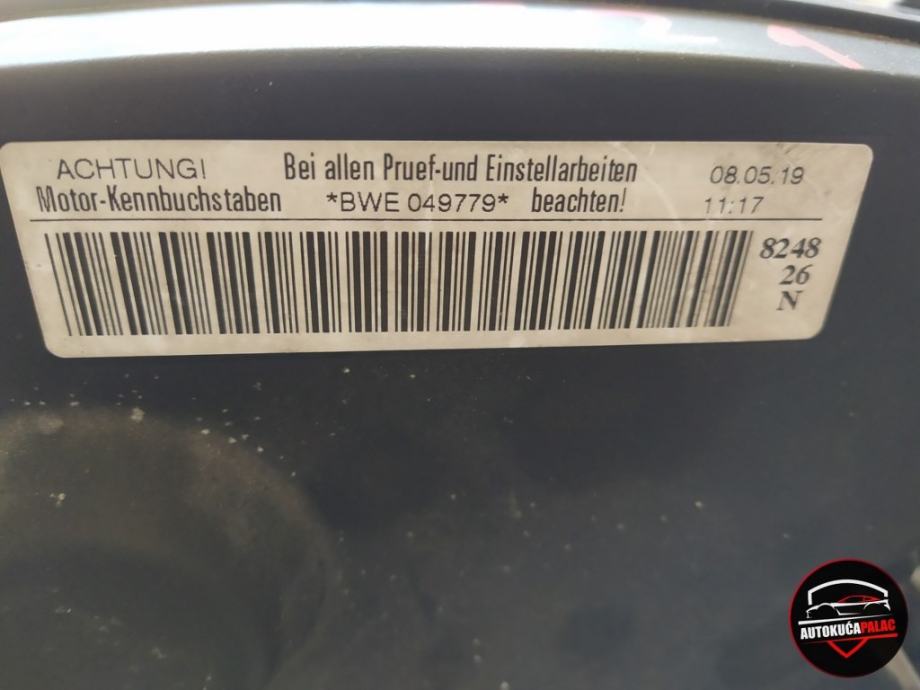 ACHTUNG! Bei allen Pruef-und Einstellarbeiten 08.05.19
Motor-Kennbuchstaben *BWE 049779* beachten! 11:17
8248
26
N
AUTOKUĆAPALAC